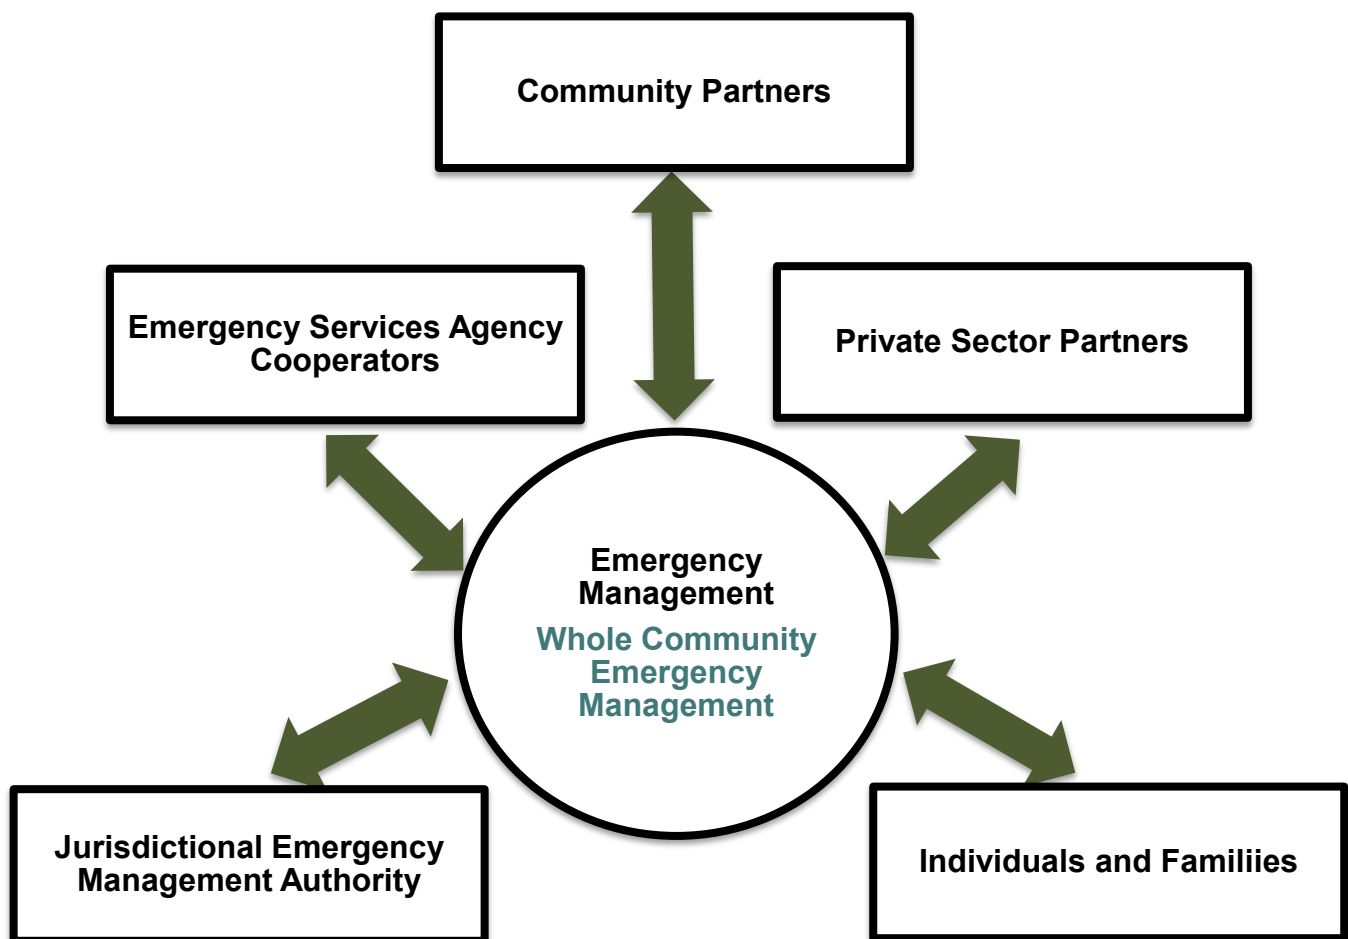 Community Partners
Emergency Services Agency
Cooperators
Private Sector Partners
Emergency
Management
Whole Community
Emergency
Management
Jurisdictional Emergency
Management Authority
Individuals and Familiies